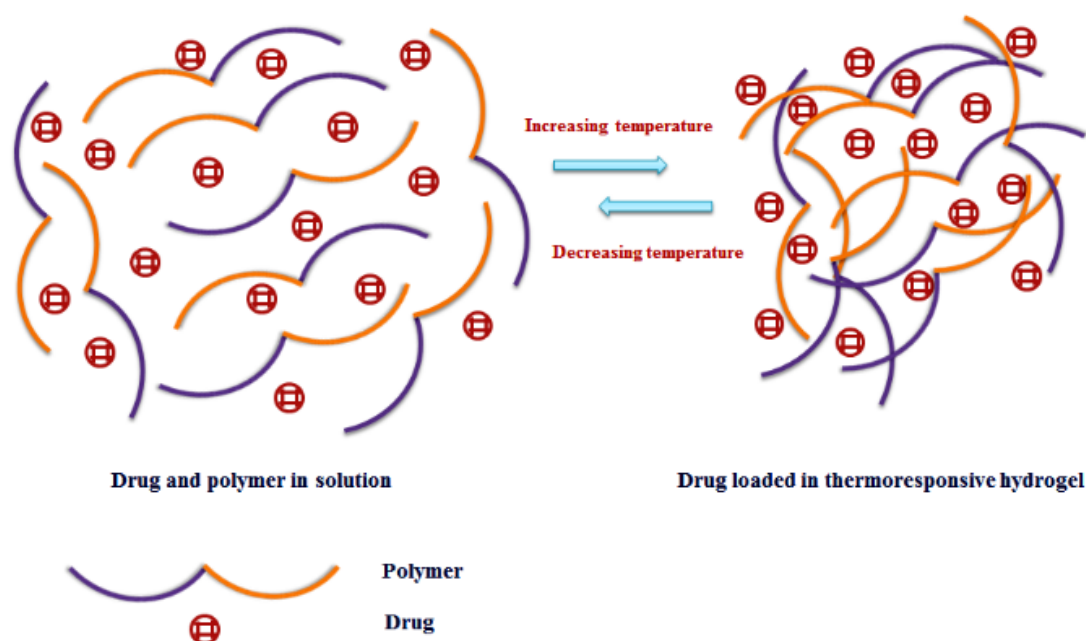 Increasing temperature
Decreasing temperature
Drug and polymer in solution
Drug loaded in thermoresponsive hydrogel
Polymer
Drug